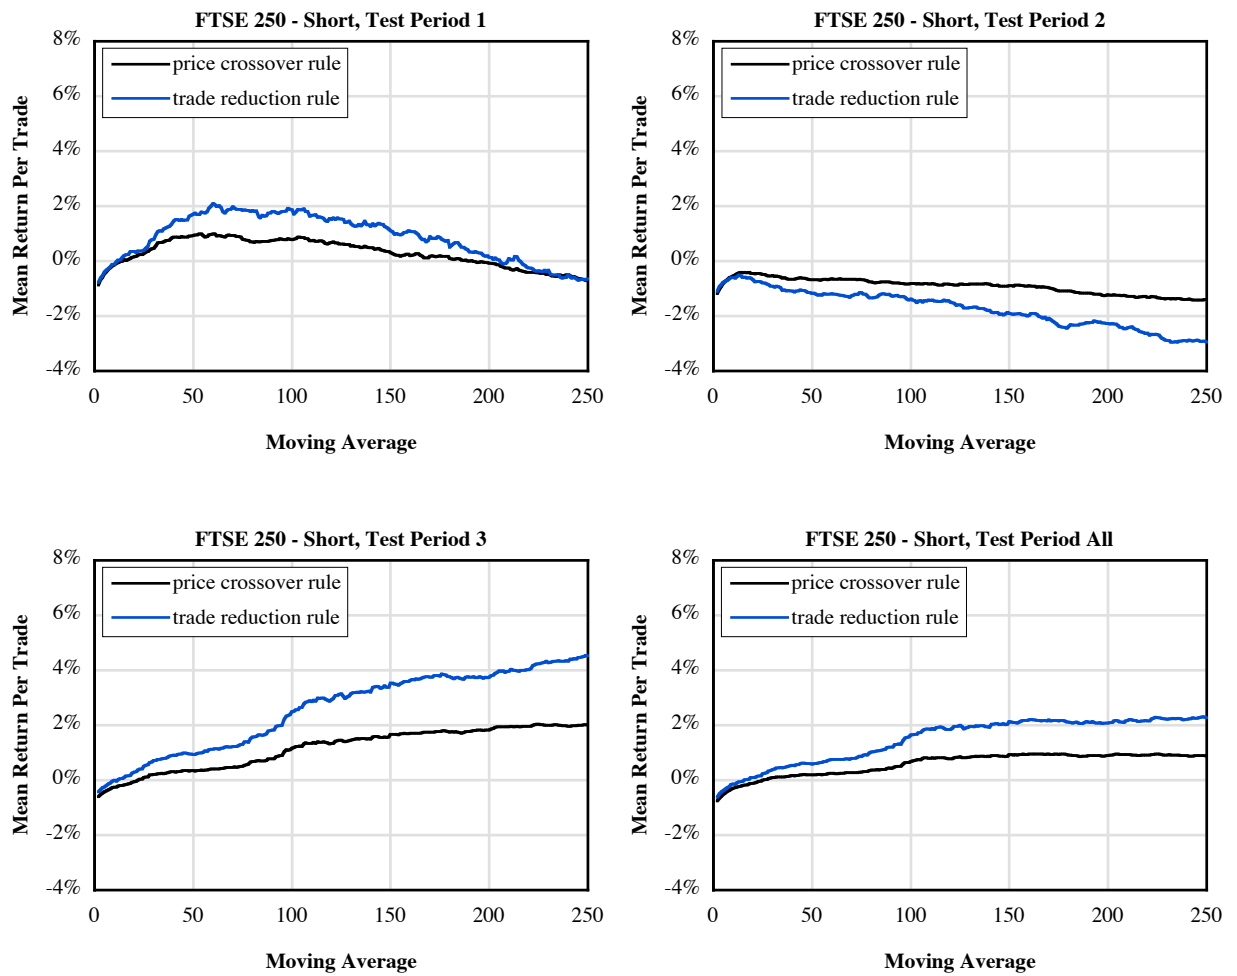 FTSE 250 - Short, Test Period 1
8%
6%
4%
2%
0%
-2%
-4%
Mean Return Per Trade
price crossover rule
trade reduction rule
0 50 100 150 200 250
Moving Average
FTSE 250 - Short, Test Period 2
8%
6%
4%
2%
0%
-2%
-4%
Mean Return Per Trade
price crossover rule
trade reduction rule
0 50 100 150 200 250
Moving Average
FTSE 250 - Short, Test Period 3
8%
6%
4%
2%
0%
-2%
-4%
Mean Return Per Trade
price crossover rule
trade reduction rule
0 50 100 150 200 250
Moving Average
FTSE 250 - Short, Test Period All
8%
6%
4%
2%
0%
-2%
-4%
Mean Return Per Trade
price crossover rule
trade reduction rule
0 50 100 150 200 250
Moving Average